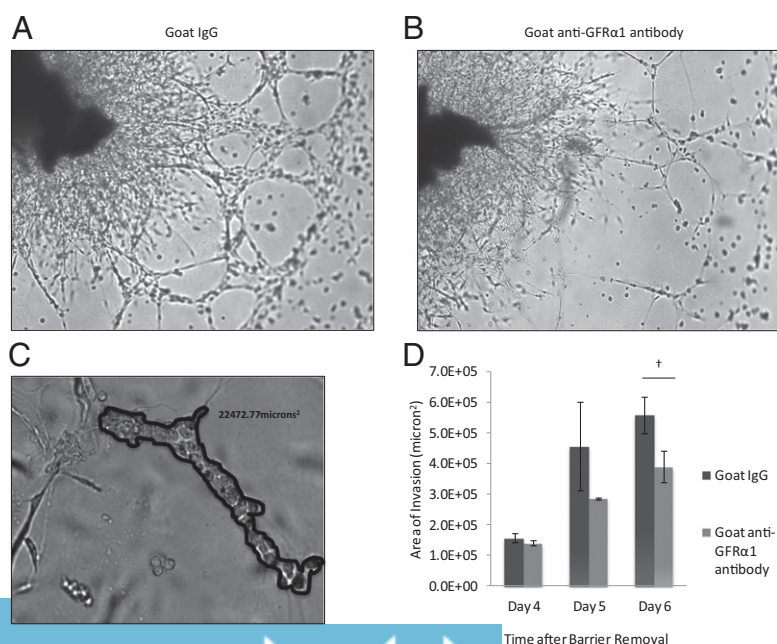 A
Goat IgG
B
Goat anti-GFRα1 antibody
C
22472.77microns²
D
7.0E+05
6.0E+05
5.0E+05
4.0E+05
3.0E+05
2.0E+05
1.0E+05
0.0E+00
Area of Invasion (micron²)
†
Goat IgG
Goat anti-
GFRα1
antibody
Day 4
Day 5
Day 6
Time after Barrier Removal